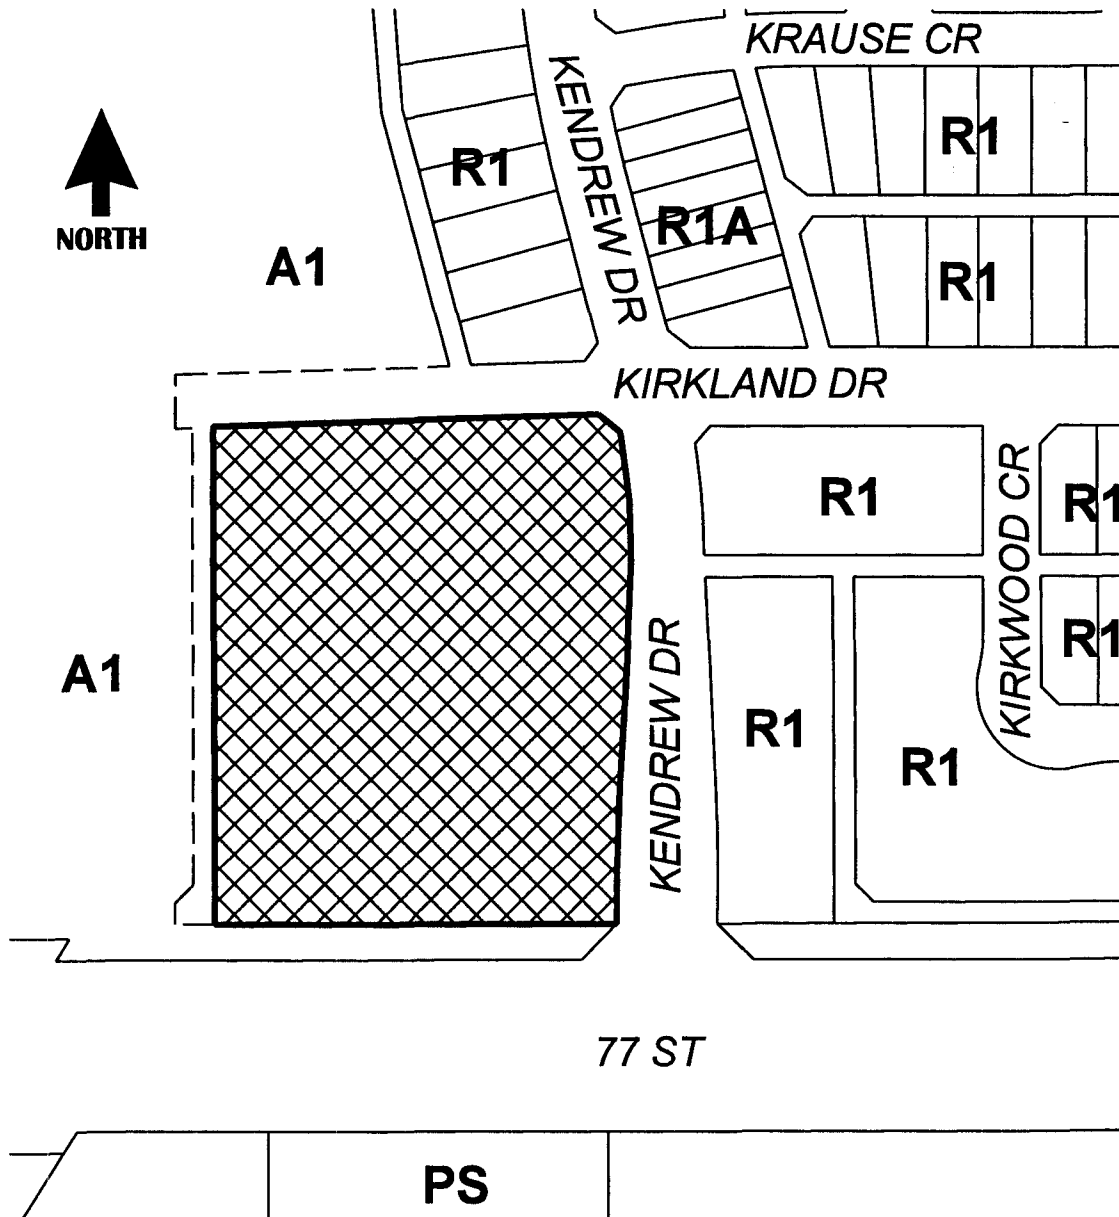 KRAUSE CR
KENDREW DR
R1
R1
NORTH
R1A
A1
R1
KIRKLAND DR
R1
KIRKWOOD CR
R1
R1
A1
KENDREW DR
R1
R1
77 ST
PS